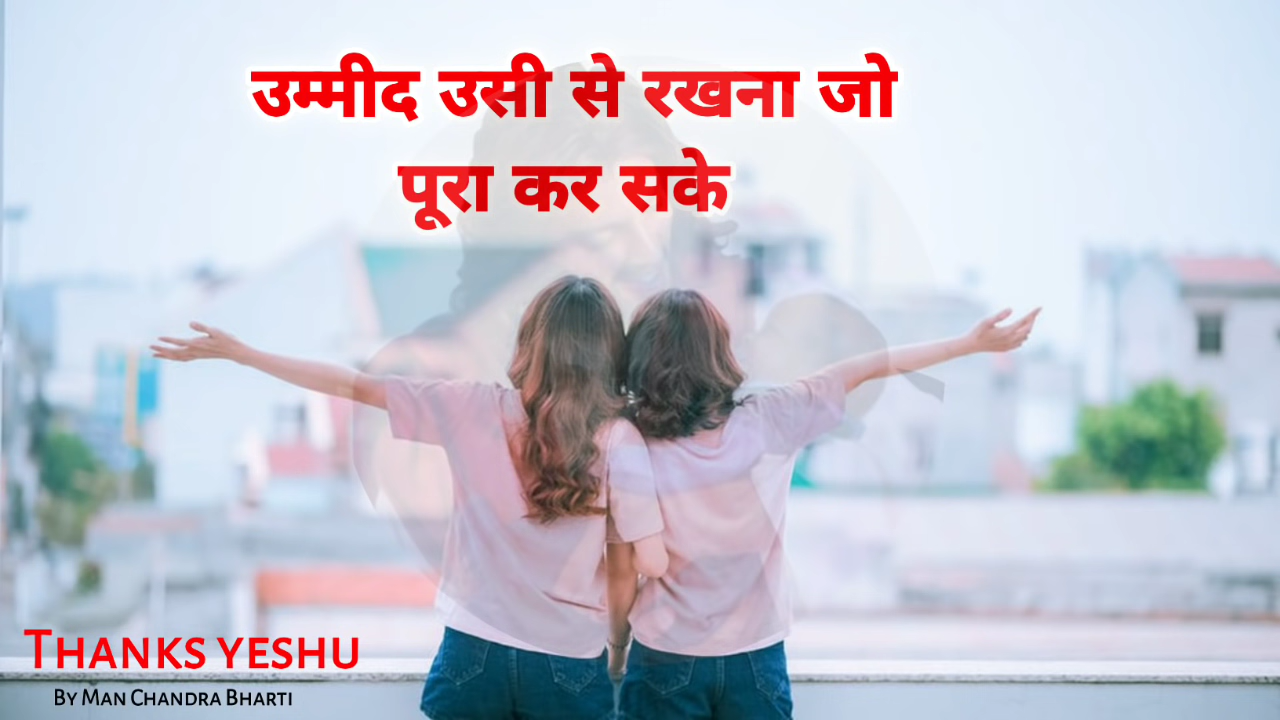 उम्मीद उसी से रखना जो
पूरा कर सके
THANKS YESHU
BY MAN CHANDRA BHARTI